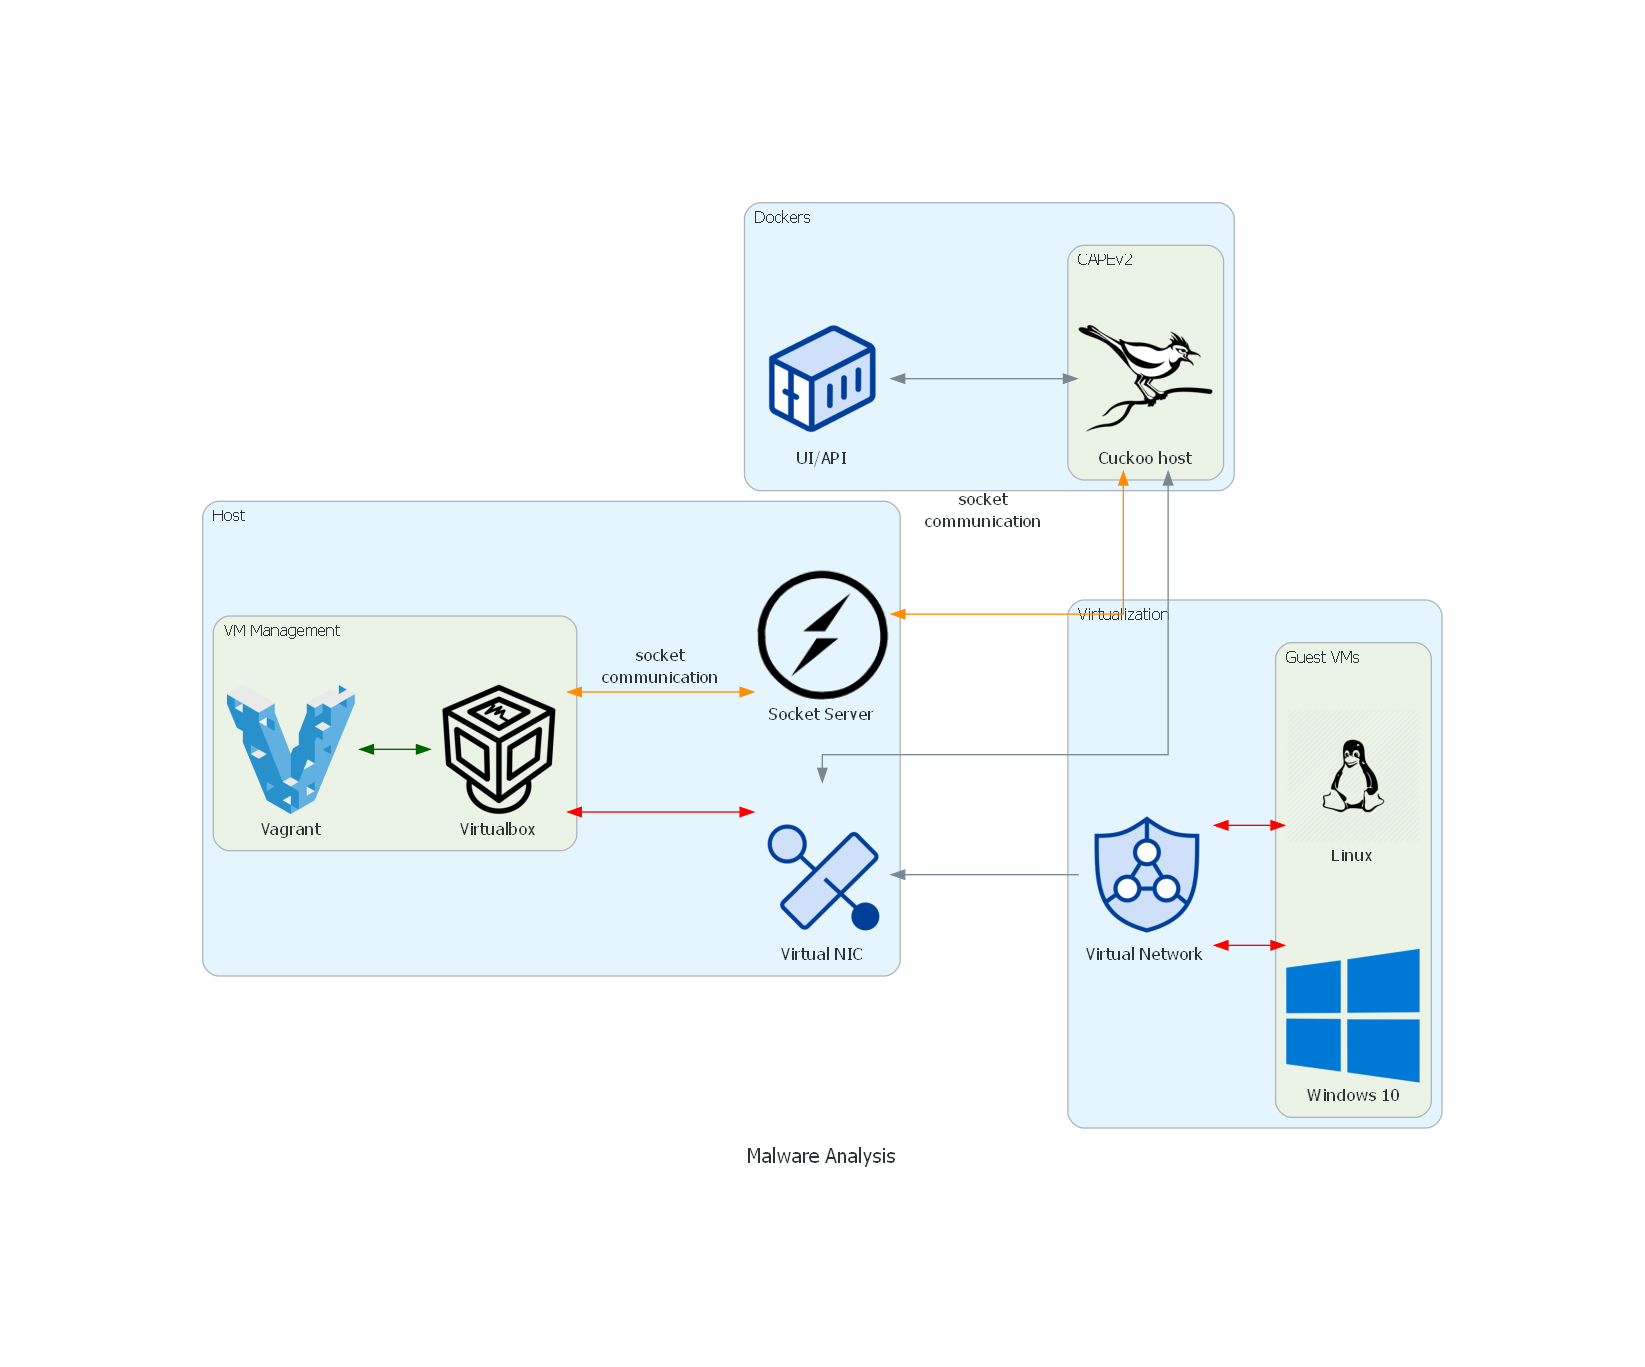 Dockers
CAPEv2
UI/API
Cuckoo host
socket
communication
Host
Socket Server
VM Management
socket
communication
Vagrant
Virtualbox
Virtual NIC
Virtualization
Guest VMs
Linux
Virtual Network
Windows 10
Malware Analysis